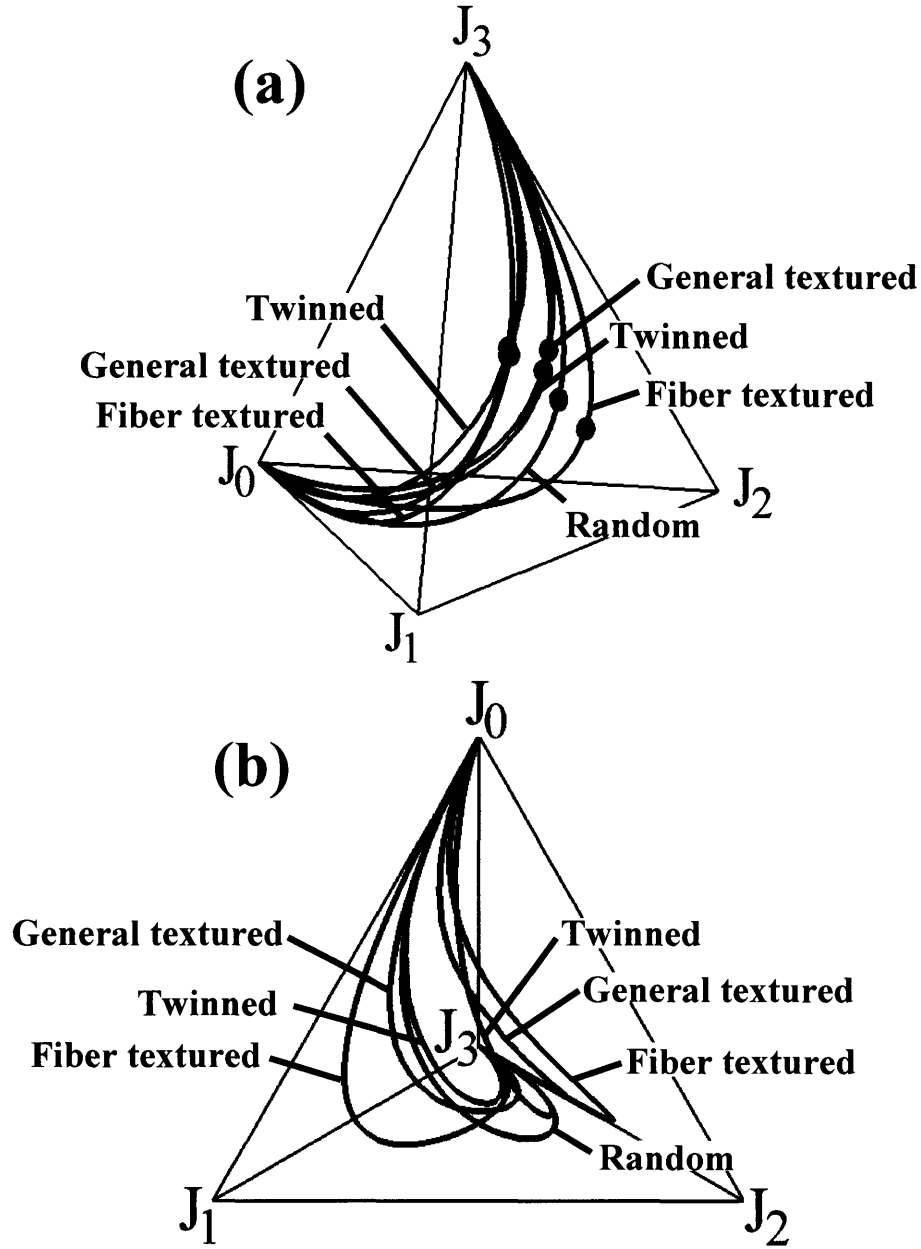 J3
(a)
General textured
Twinned
Twinned
General textured
Fiber textured
Fiber textured
J0
J2
Random
J1
J0
(b)
General textured
Twinned
Twinned
General textured
J3
Fiber textured
Fiber textured
Random
J1
J2